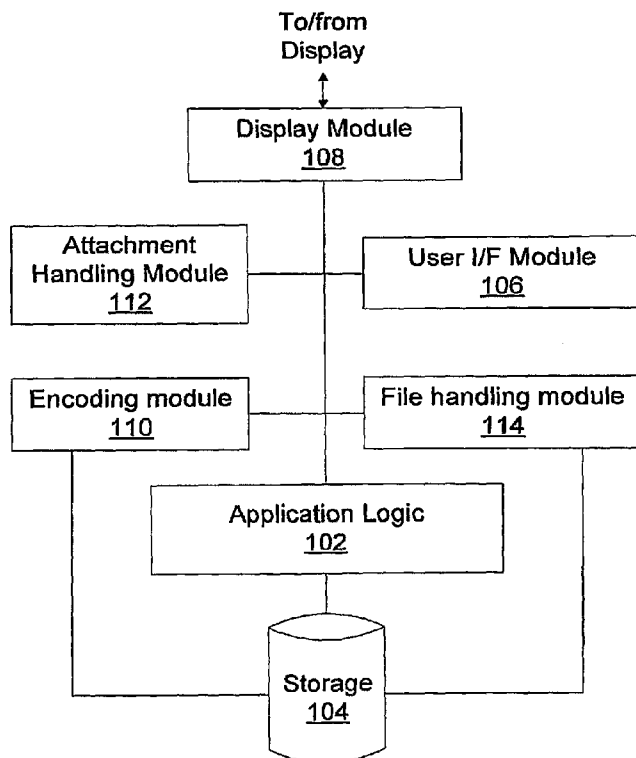 To/from
Display
Display Module
108
Attachment
Handling Module
112
User I/F Module
106
Encoding module
110
File handling module
114
Application Logic
102
Storage
104